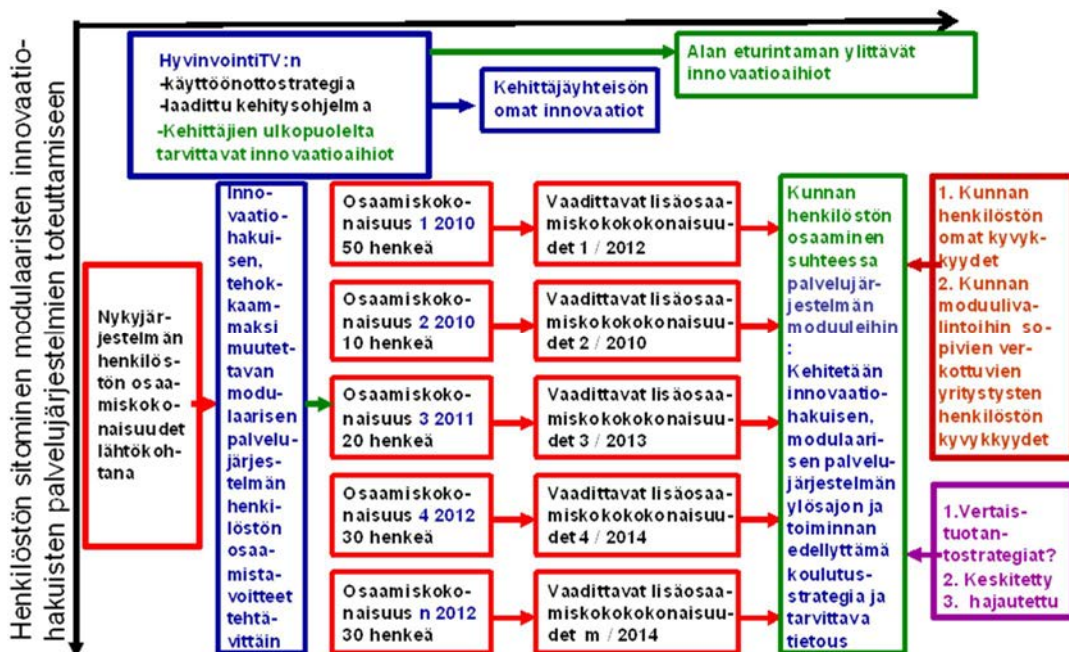 Henkilöstön sitominen modulaaristen innovaatio-
hakuisten palvelujärjestelmien toteuttamiseen
HyvinvointiTV:n
-käyttöönottostrategia
-laadittu kehitysohjelma
-Kehittäjien ulkopuolelta
tarvittavat innovaatioaihiot
Kehittäjäyhteisön
omat innovaatiot
Alan eturintaman ylittävät
innovaatioaihiot
Nykyjär-
jestelmän
henkilös-
tön osaa-
miskoko-
naisuudet
lähtökoh-
tana
Inno-
vaatio-
hakui-
sen,
tehok-
kaam-
maksi
muutet-
tavan
modu-
laarisen
palvelu-
järjes-
telmän
henki-
löstön
osaa-
mista-
voitteet
tehtä-
vittäin
Osaamiskoko-
naisuus 1 2010
50 henkeä
Vaadittavat lisäosaa-
miskokokokonaisuu-
det 1 / 2012
Osaamiskoko-
naisuus 2 2010
10 henkeä
Vaadittavat lisäosaa-
miskokokokonaisuu-
det 2 / 2010
Osaamiskoko-
naisuus 3 2011
20 henkeä
Vaadittavat lisäosaa-
miskokokokonaisuu-
det 3 / 2013
Osaamiskoko-
naisuus 4 2012
30 henkeä
Vaadittavat lisäosaa-
miskokokokonaisuu-
det 4 / 2014
Osaamiskoko-
naisuus n 2012
30 henkeä
Vaadittavat lisäosaa-
miskokokokonaisuu-
det m / 2014
Kunnan
henkilöstön
osaaminen
suhteessa
palvelujär-
jestelmän
moduuleihin
:
Kehitetään
innovaatio-
hakuisen,
modulaari-
sen palvelu-
järjestelmän
ylösajon ja
toiminnan
edellyttämä
koulutus-
strategia ja
tarvittava
tietous
1. Kunnan
henkilöstön
omat kyvyk-
kyydet
2. Kunnan
moduuliva-
lintoihin so-
pivien ver-
kottuvien
yritystysten
henkilöstön
kyvykkyydet
1.Vertais-
tuotan-
tostrategiat?
2. Keskitetty
3. hajautettu